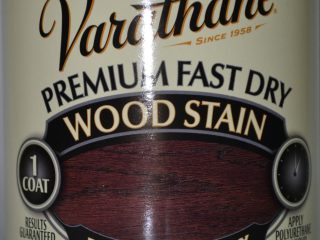 Varathane
SINCE 1958
PREMIUM FAST DRY
WOOD STAIN
1
COAT
RESULTS
GUARANTEED
APPLY
POLYURETHANE